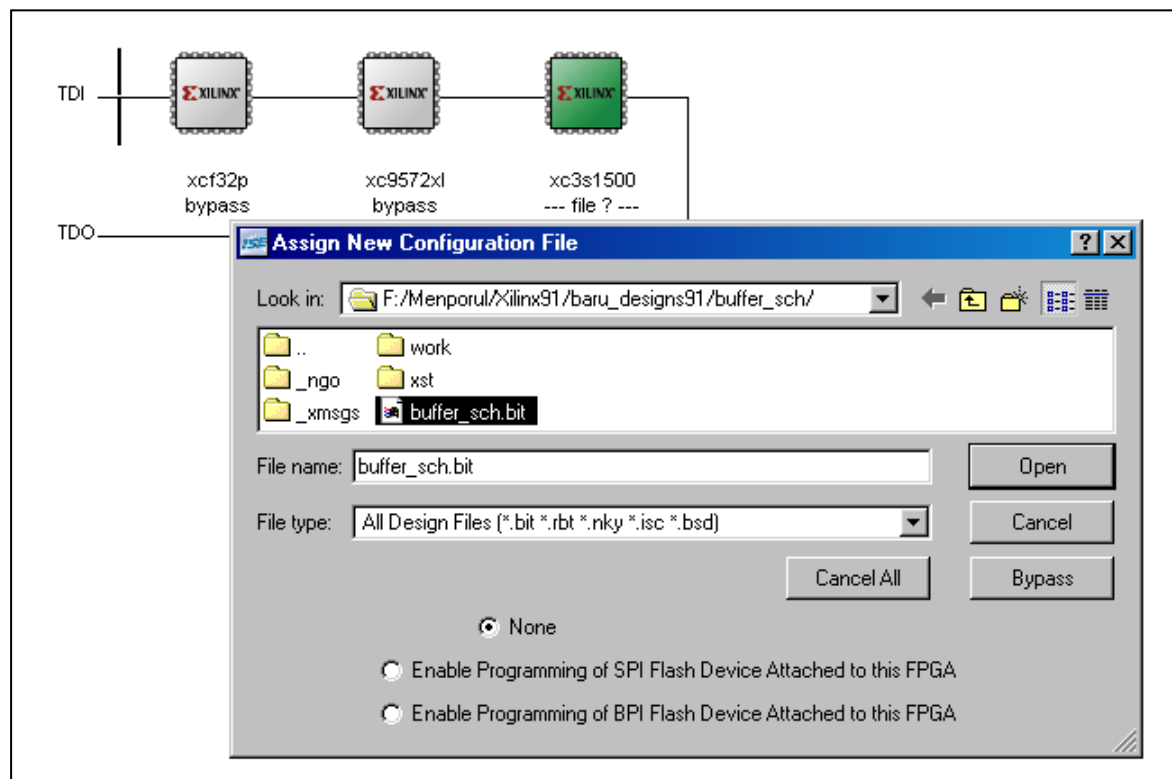 TDI
XILINX XILINX XILINX
xcf32p xc9572xl xc3s1500
bypass bypass --- file ? ---
TDO
ISE Assign New Configuration File
Look in: F:/Menporul/Xilinx91/baru_designs91/buffer_sch/
.. work
_ngo xst
_xmsgs buffer_sch.bit
File name: buffer_sch.bit Open
File type: All Design Files (*.bit *.rbt *.nky *.isc *.bsd) Cancel
Cancel All Bypass
None
Enable Programming of SPI Flash Device Attached to this FPGA
Enable Programming of BPI Flash Device Attached to this FPGA